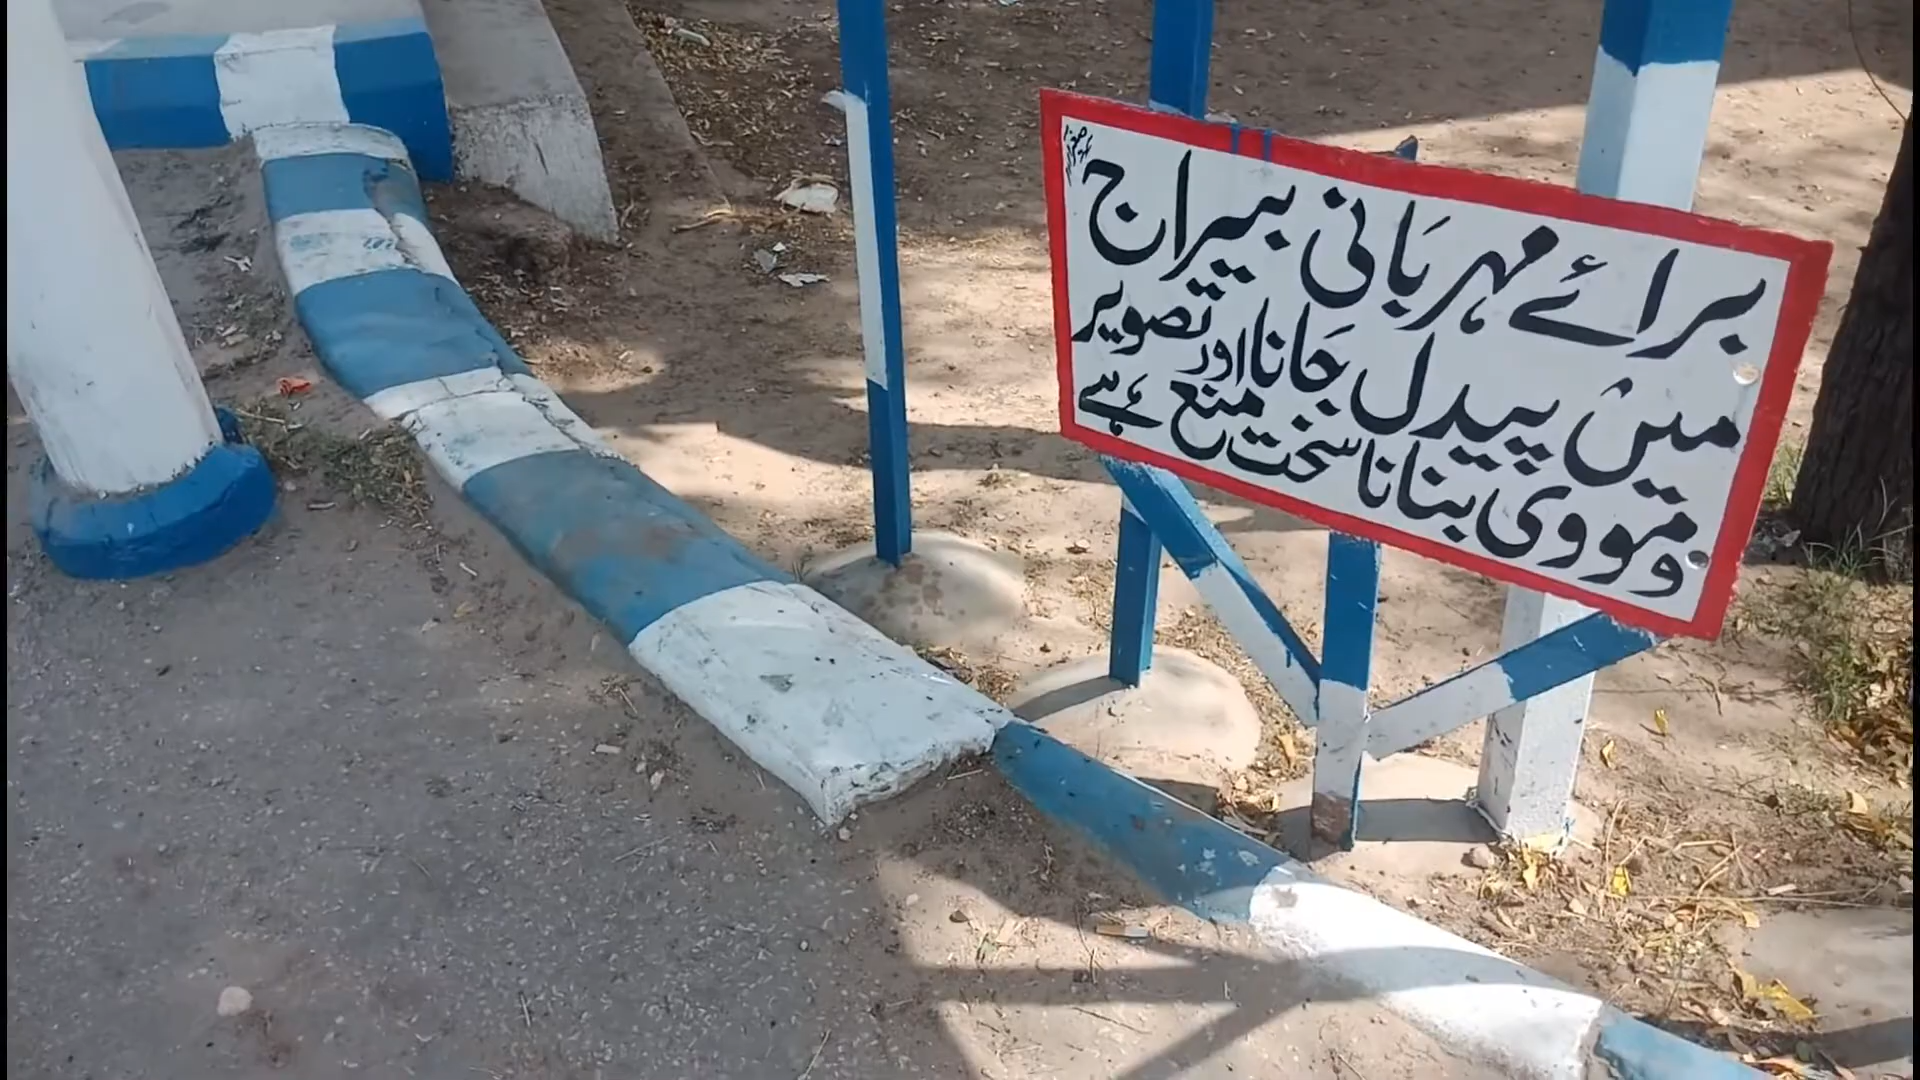 برائے مہربانی بیراج
میں پیدل جانا اور تصویر
و مووی بنانا سخت منع ہے